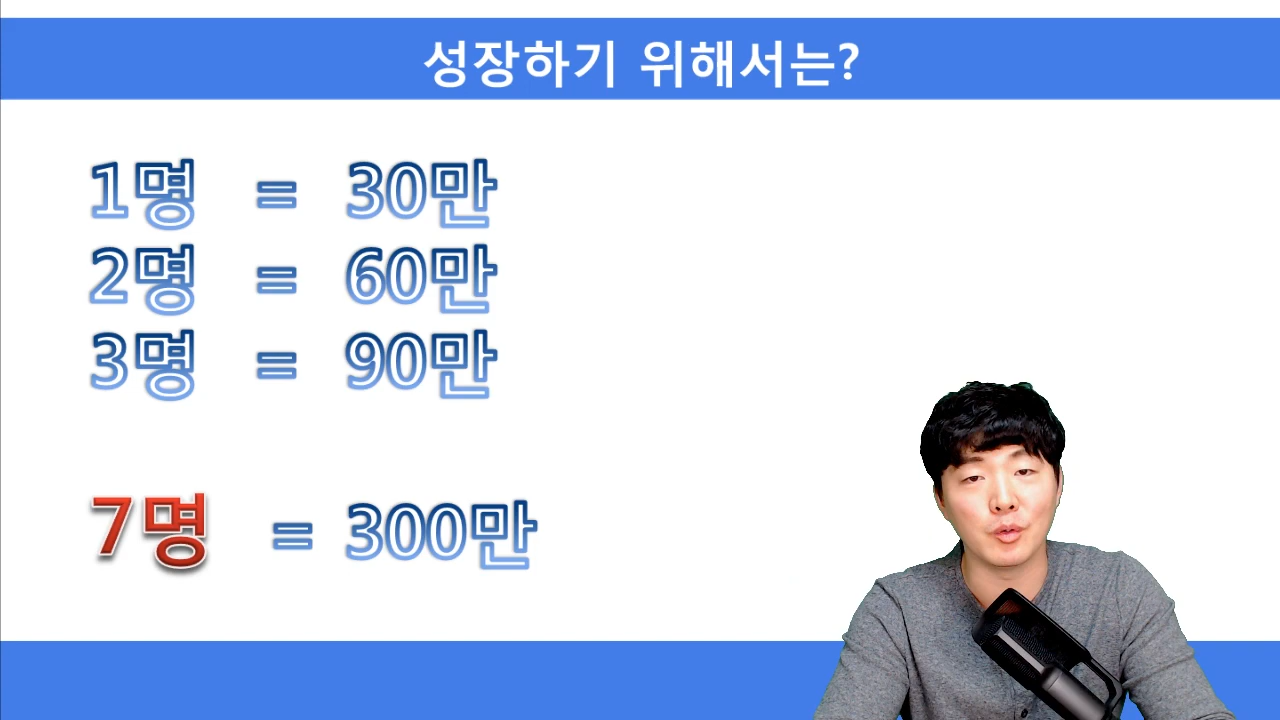 성장하기 위해서는?
1명 = 30만
2명 = 60만
3명 = 90만
7명 = 300만